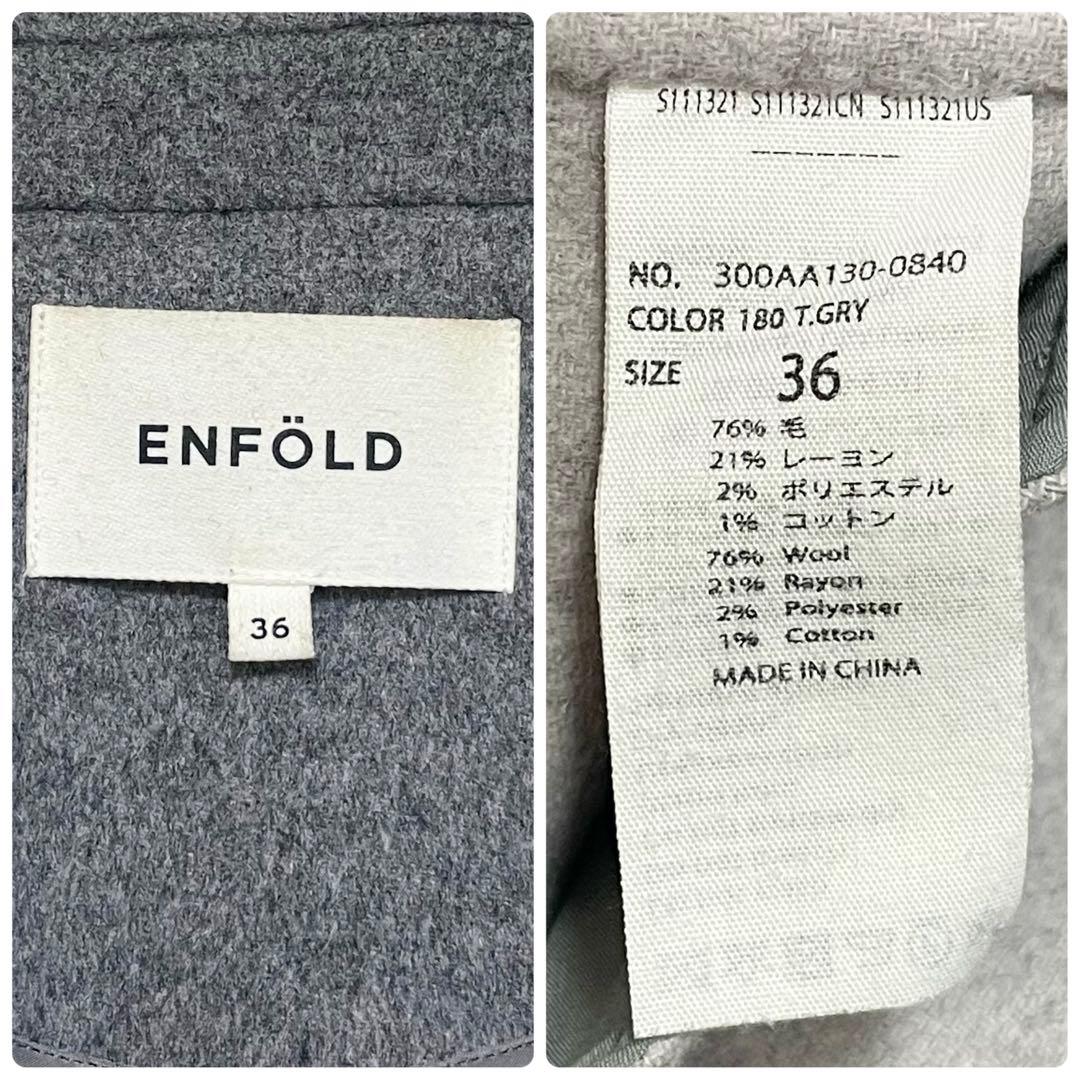 ENFÖLD
36
S111321 S111321CN S111321US
-------
NO. 300AA130-0840
COLOR 180 T.GRY
SIZE 36
76% 毛
21% レーヨン
2% ポリエステル
1% コットン
76% Wool
21% Rayon
2% Polyester
1% Cotton
MADE IN CHINA